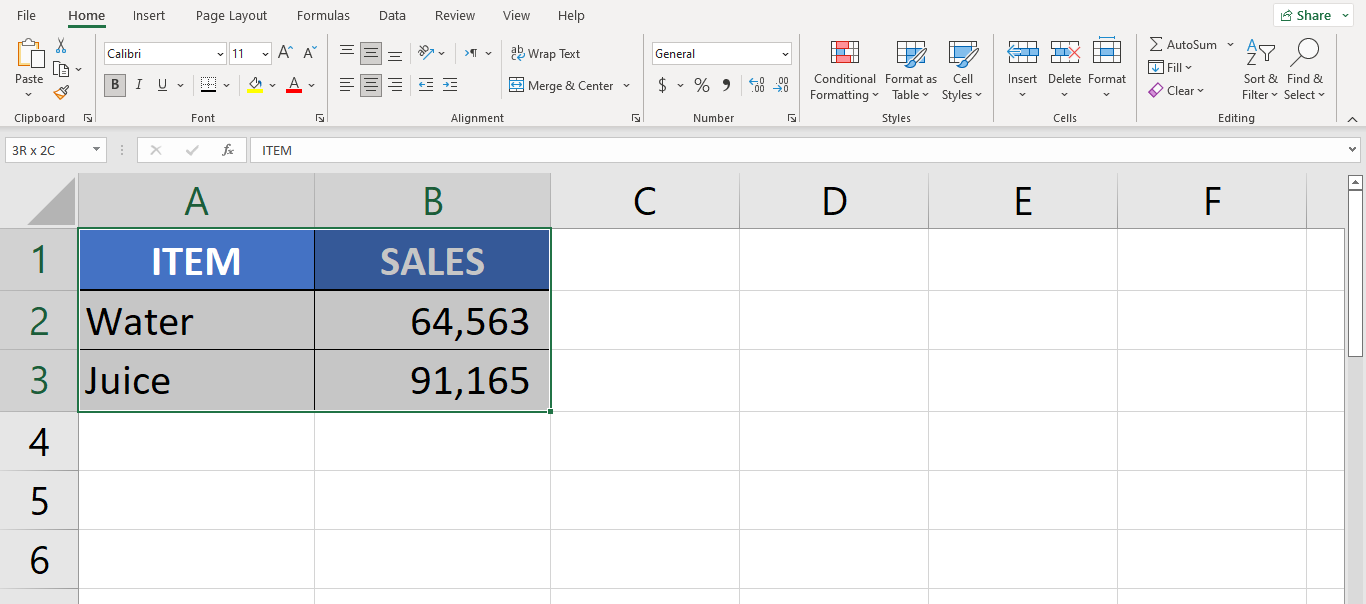 File Home Insert Page Layout Formulas Data Review View Help Share
Calibri 11 A A ab Wrap Text General AutoSum
Paste Conditional Formatting Format as Table Cell Styles Insert Delete Format Fill Sort & Filter Find & Select
B I U A Merge & Center $ % Clear
Clipboard Font Alignment Number Styles Cells Editing
3R x 2C fx ITEM
A B C D E F
1 ITEM SALES
2 Water 64,563
3 Juice 91,165
4
5
6